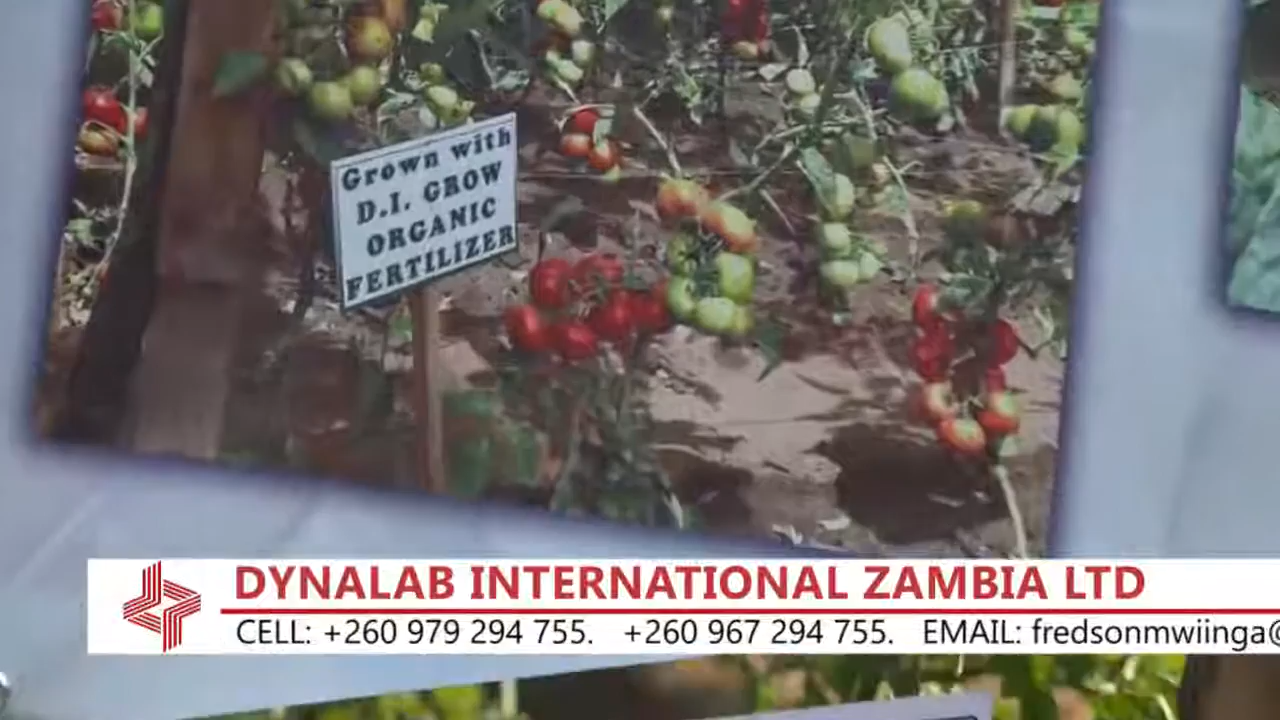 Grown with
D.I. GROW
ORGANIC
FERTILIZER
DYNALAB INTERNATIONAL ZAMBIA LTD
CELL: +260 979 294 755. +260 967 294 755. EMAIL: fredsonmwiinga@